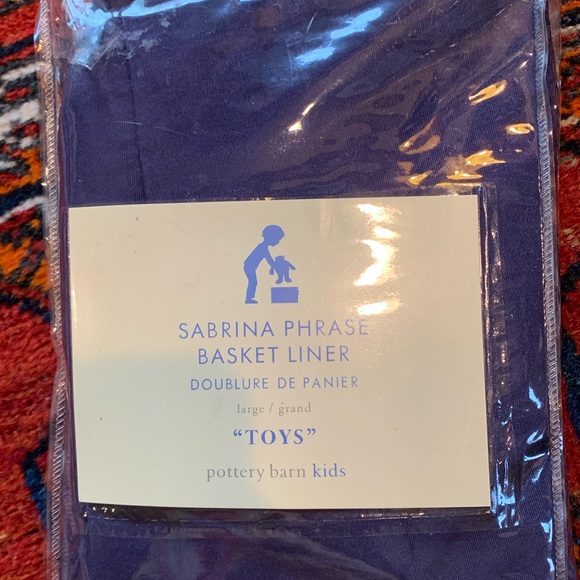 SABRINA PHRASE
BASKET LINER
DOUBLURE DE PANIER
large / grand
“TOYS”
pottery barn kids